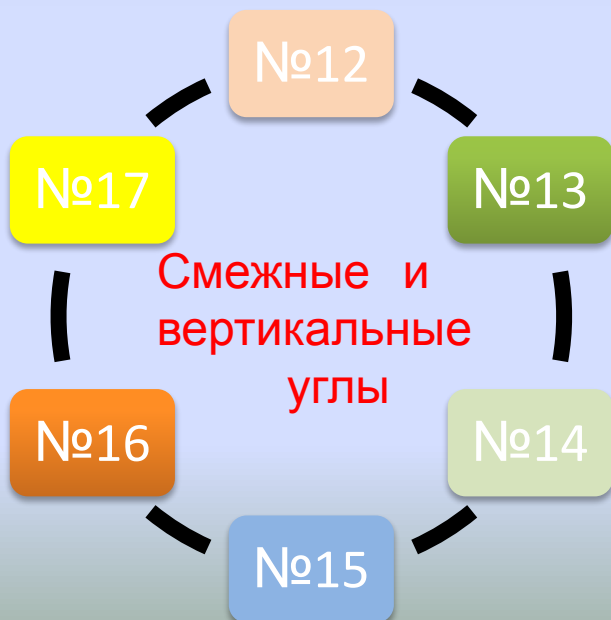 №12
№17
№13
Смежные и
вертикальные
углы
№16
№14
№15